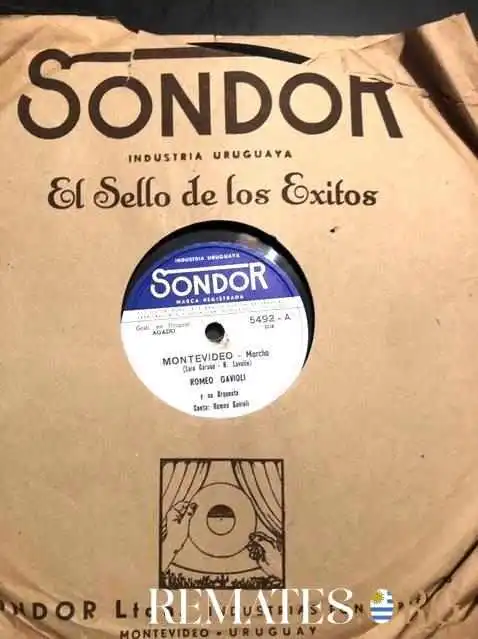 SONDOR
INDUSTRIA URUGUAYA
El Sello de los Exitos
INDUSTRIA URUGUAYA
SONDOR
MARCA REGISTRADA
AGADU
5492 - A
MONTEVIDEO - Marcha
ROMEO GAVIOLI
y su Orquesta
Canta: Romeo Gavioli
REMATES
MONTEVIDEO - URUGUAY